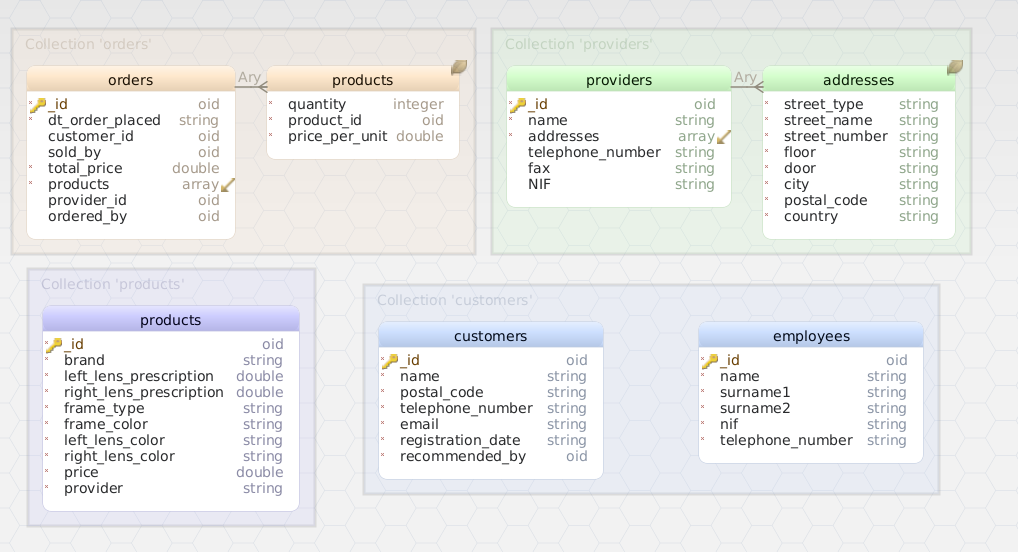 Collection 'orders'
orders
_id oid
dt_order_placed string
customer_id oid
sold_by oid
total_price double
products array
provider_id oid
ordered_by oid
Ary
products
quantity integer
product_id oid
price_per_unit double
Collection 'providers'
providers
_id oid
name string
addresses array
telephone_number string
fax string
NIF string
Ary
addresses
street_type string
street_name string
street_number string
floor string
door string
city string
postal_code string
country string
Collection 'products'
products
_id oid
brand string
left_lens_prescription double
right_lens_prescription double
frame_type string
frame_color string
left_lens_color string
right_lens_color string
price double
provider string
Collection 'customers'
customers
_id oid
name string
postal_code string
telephone_number string
email string
registration_date string
recommended_by oid
employees
_id oid
name string
surname1 string
surname2 string
nif string
telephone_number string